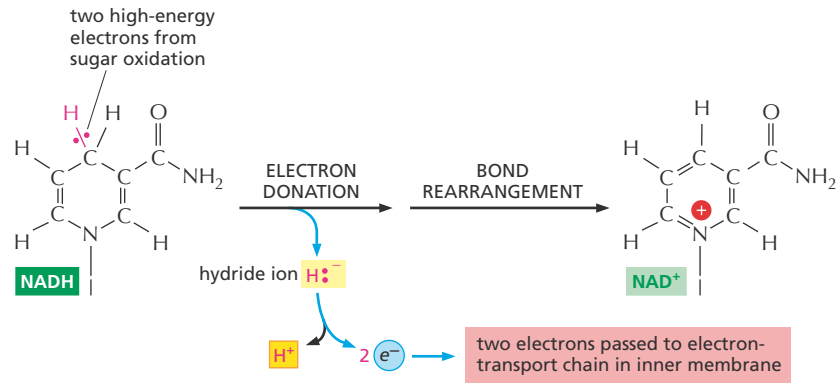 two high-energy
electrons from
sugar oxidation
H H O
H C C NH₂
C C
C C
H N H
NADH
ELECTRON
DONATION
hydride ion H:⁻
H⁺ 2 e⁻
two electrons passed to electron-
transport chain in inner membrane
BOND
REARRANGEMENT
H O
H C C NH₂
C C
C + C
H N H
NAD⁺